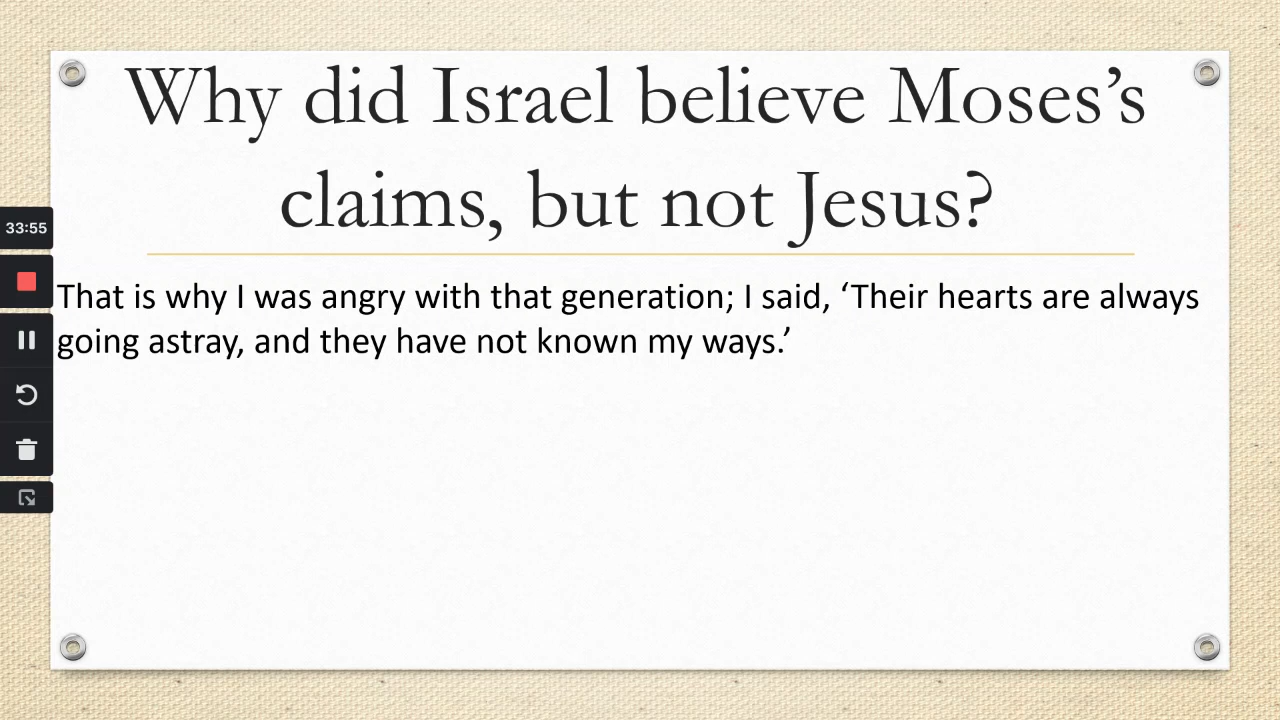 Why did Israel believe Moses’s
claims, but not Jesus?
33:55
That is why I was angry with that generation; I said, ‘Their hearts are always
going astray, and they have not known my ways.’